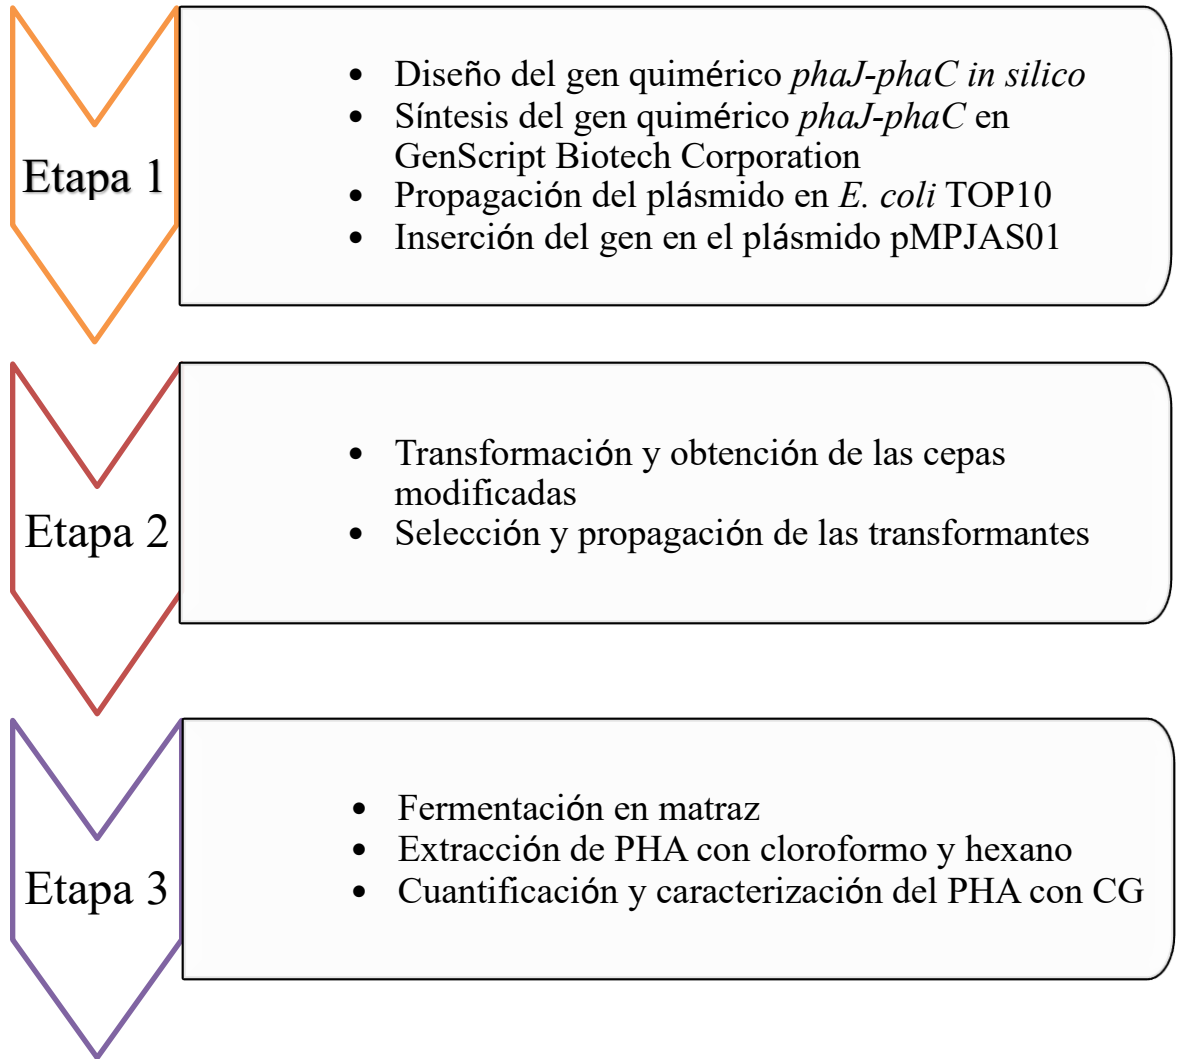 Etapa 1
• Diseño del gen quimérico phaJ-phaC in silico
• Síntesis del gen quimérico phaJ-phaC en
GenScript Biotech Corporation
• Propagación del plásmido en E. coli TOP10
• Inserción del gen en el plásmido pMPJAS01
Etapa 2
• Transformación y obtención de las cepas
modificadas
• Selección y propagación de las transformantes
Etapa 3
• Fermentación en matraz
• Extracción de PHA con cloroformo y hexano
• Cuantificación y caracterización del PHA con CG